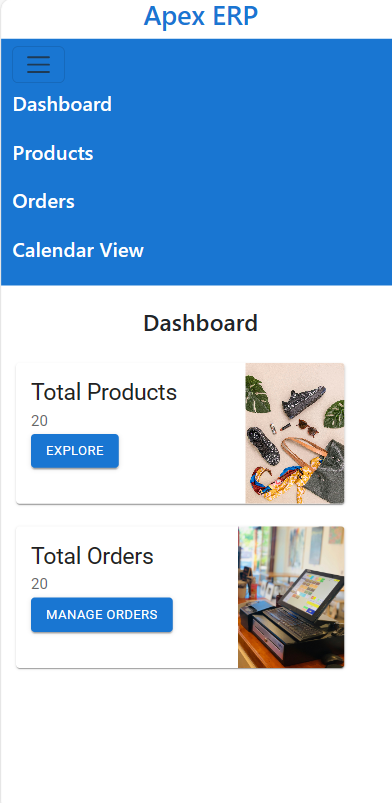 Apex ERP
Dashboard
Products
Orders
Calendar View
Dashboard
Total Products
20
EXPLORE
Total Orders
20
MANAGE ORDERS